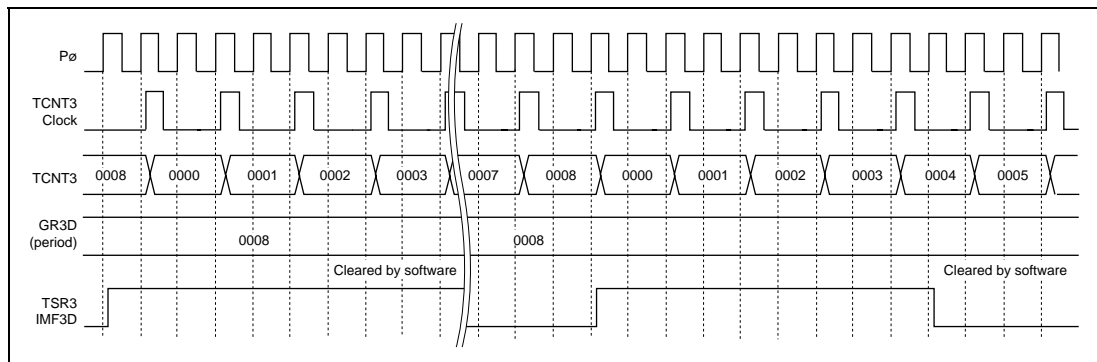 Pø
TCNT3
Clock
TCNT3
0008 0000 0001 0002 0003 0007 0008 0000 0001 0002 0003 0004 0005
GR3D
(period)
0008 0008
Cleared by software Cleared by software
TSR3
IMF3D